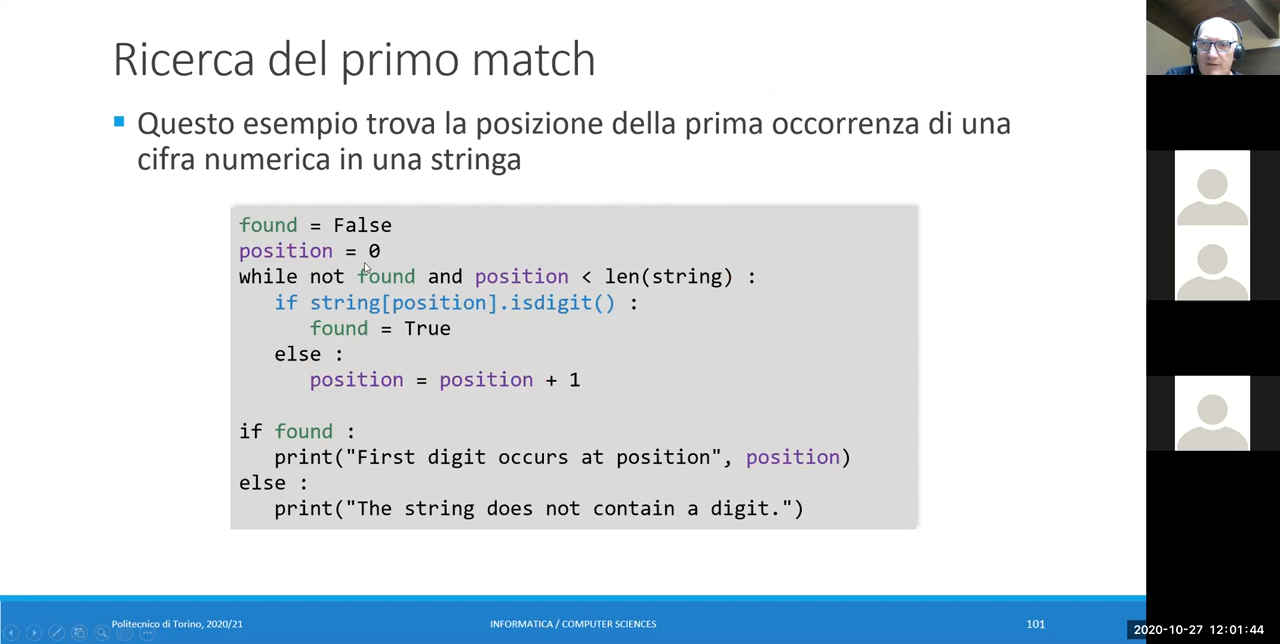 Ricerca del primo match
Questo esempio trova la posizione della prima occorrenza di una
cifra numerica in una stringa
found = False
position = 0
while not found and position < len(string) :
   if string[position].isdigit() :
      found = True
   else :
      position = position + 1

if found :
   print("First digit occurs at position", position)
else :
   print("The string does not contain a digit.")
Politecnico di Torino, 2020/21
INFORMATICA / COMPUTER SCIENCES
101
2020-10-27 12:01:44